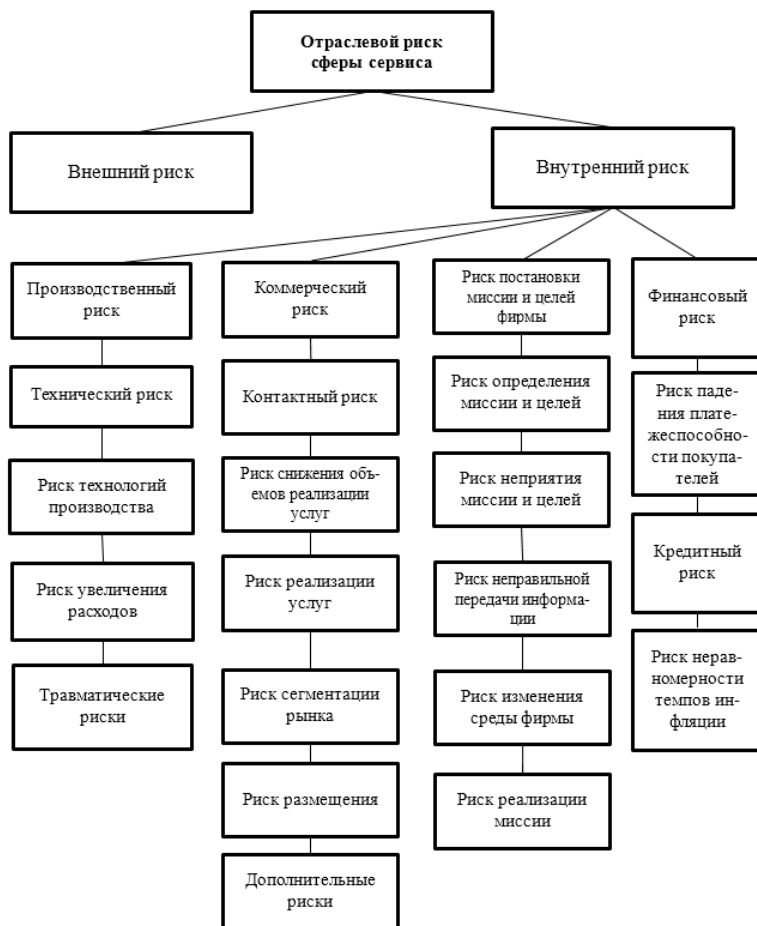 Отраслевой риск
сферы сервиса
Внешний риск
Внутренний риск
Производственный
риск
Технический риск
Риск технологий
производства
Риск увеличения
расходов
Травматические
риски
Коммерческий
риск
Контактный риск
Риск снижения объ-
емов реализации
услуг
Риск реализации
услуг
Риск сегментации
рынка
Риск размещения
Дополнительные
риски
Риск постановки
миссии и целей
фирмы
Риск определения
миссии и целей
Риск неприятия
миссии и целей
Риск неправильной
передачи информа-
ции
Риск изменения
среды фирмы
Риск реализации
миссии
Финансовый
риск
Риск паде-
ния плате-
жеспособно-
сти покупа-
телей
Кредитный
риск
Риск нерав-
номерности
темпов ин-
фляции